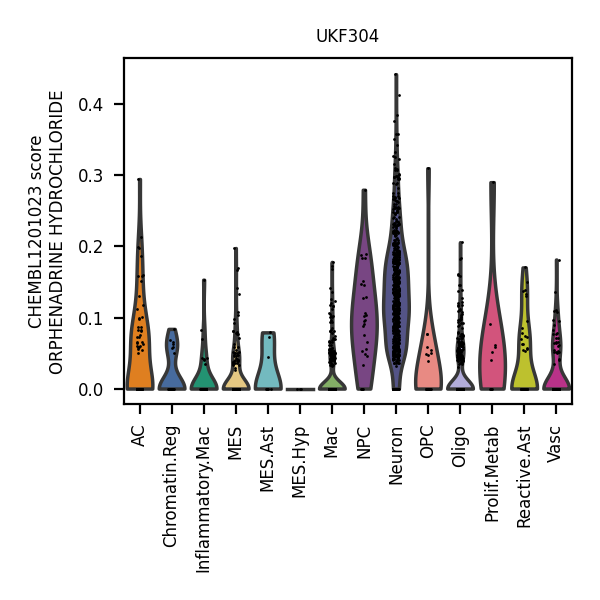 UKF304
CHEMBL1201023 score
ORPHENADRINE HYDROCHLORIDE
0.4
0.3
0.2
0.1
0.0
AC
Chromatin.Reg
Inflammatory.Mac
MES
MES.Ast
MES.Hyp
Mac
NPC
Neuron
OPC
Oligo
Prolif.Metab
Reactive.Ast
Vasc